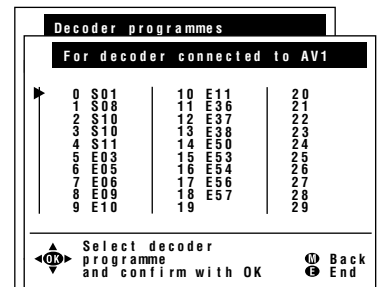 Decoder programmes
For decoder connected to AV1
0 S01 10 E11 20
1 S08 11 E36 21
2 S10 12 E37 22
3 S10 13 E38 23
4 S11 14 E50 24
5 E03 15 E53 25
6 E05 16 E54 26
7 E06 17 E56 27
8 E09 18 E57 28
9 E10 19 29
Select decoder
OK programme M Back
and confirm with OK E End